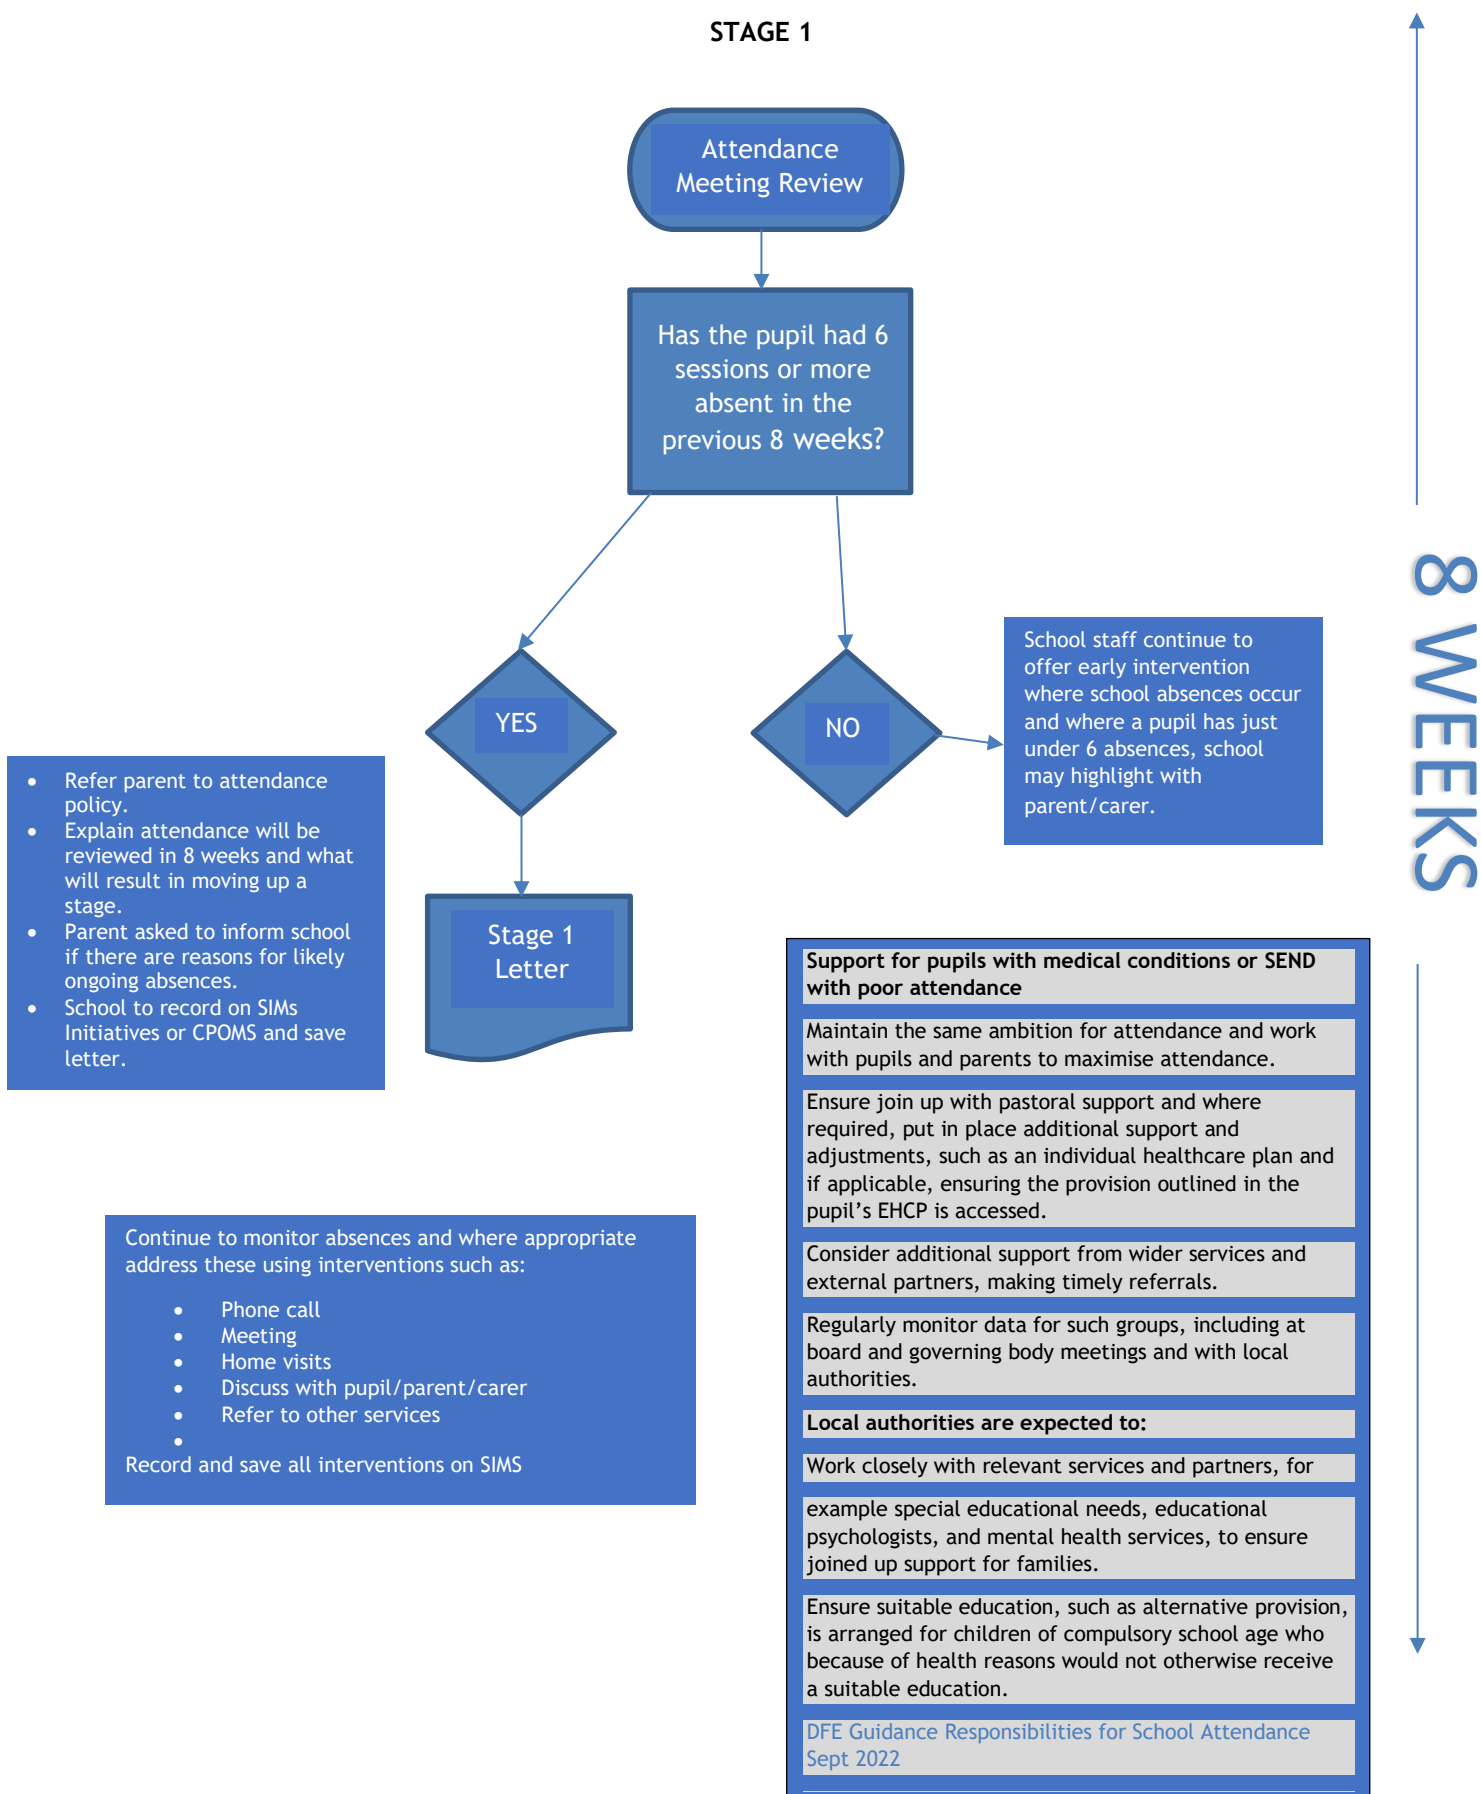 STAGE 1
Attendance
Meeting Review
Has the pupil had 6
sessions or more
absent in the
previous 8 weeks?
YES
NO
School staff continue to
offer early intervention
where school absences occur
and where a pupil has just
under 6 absences, school
may highlight with
parent/carer.
8 WEEKS
• Refer parent to attendance
policy.
• Explain attendance will be
reviewed in 8 weeks and what
will result in moving up a
stage.
• Parent asked to inform school
if there are reasons for likely
ongoing absences.
• School to record on SIMs
Initiatives or CPOMS and save
letter.
Stage 1
Letter
Support for pupils with medical conditions or SEND
with poor attendance
Maintain the same ambition for attendance and work
with pupils and parents to maximise attendance.
Ensure join up with pastoral support and where
required, put in place additional support and
adjustments, such as an individual healthcare plan and
if applicable, ensuring the provision outlined in the
pupil’s EHCP is accessed.
Consider additional support from wider services and
external partners, making timely referrals.
Regularly monitor data for such groups, including at
board and governing body meetings and with local
authorities.
Local authorities are expected to:
Work closely with relevant services and partners, for
example special educational needs, educational
psychologists, and mental health services, to ensure
joined up support for families.
Ensure suitable education, such as alternative provision,
is arranged for children of compulsory school age who
because of health reasons would not otherwise receive
a suitable education.
DFE Guidance Responsibilities for School Attendance
Sept 2022
Continue to monitor absences and where appropriate
address these using interventions such as:
• Phone call
• Meeting
• Home visits
• Discuss with pupil/parent/carer
• Refer to other services
•
Record and save all interventions on SIMS